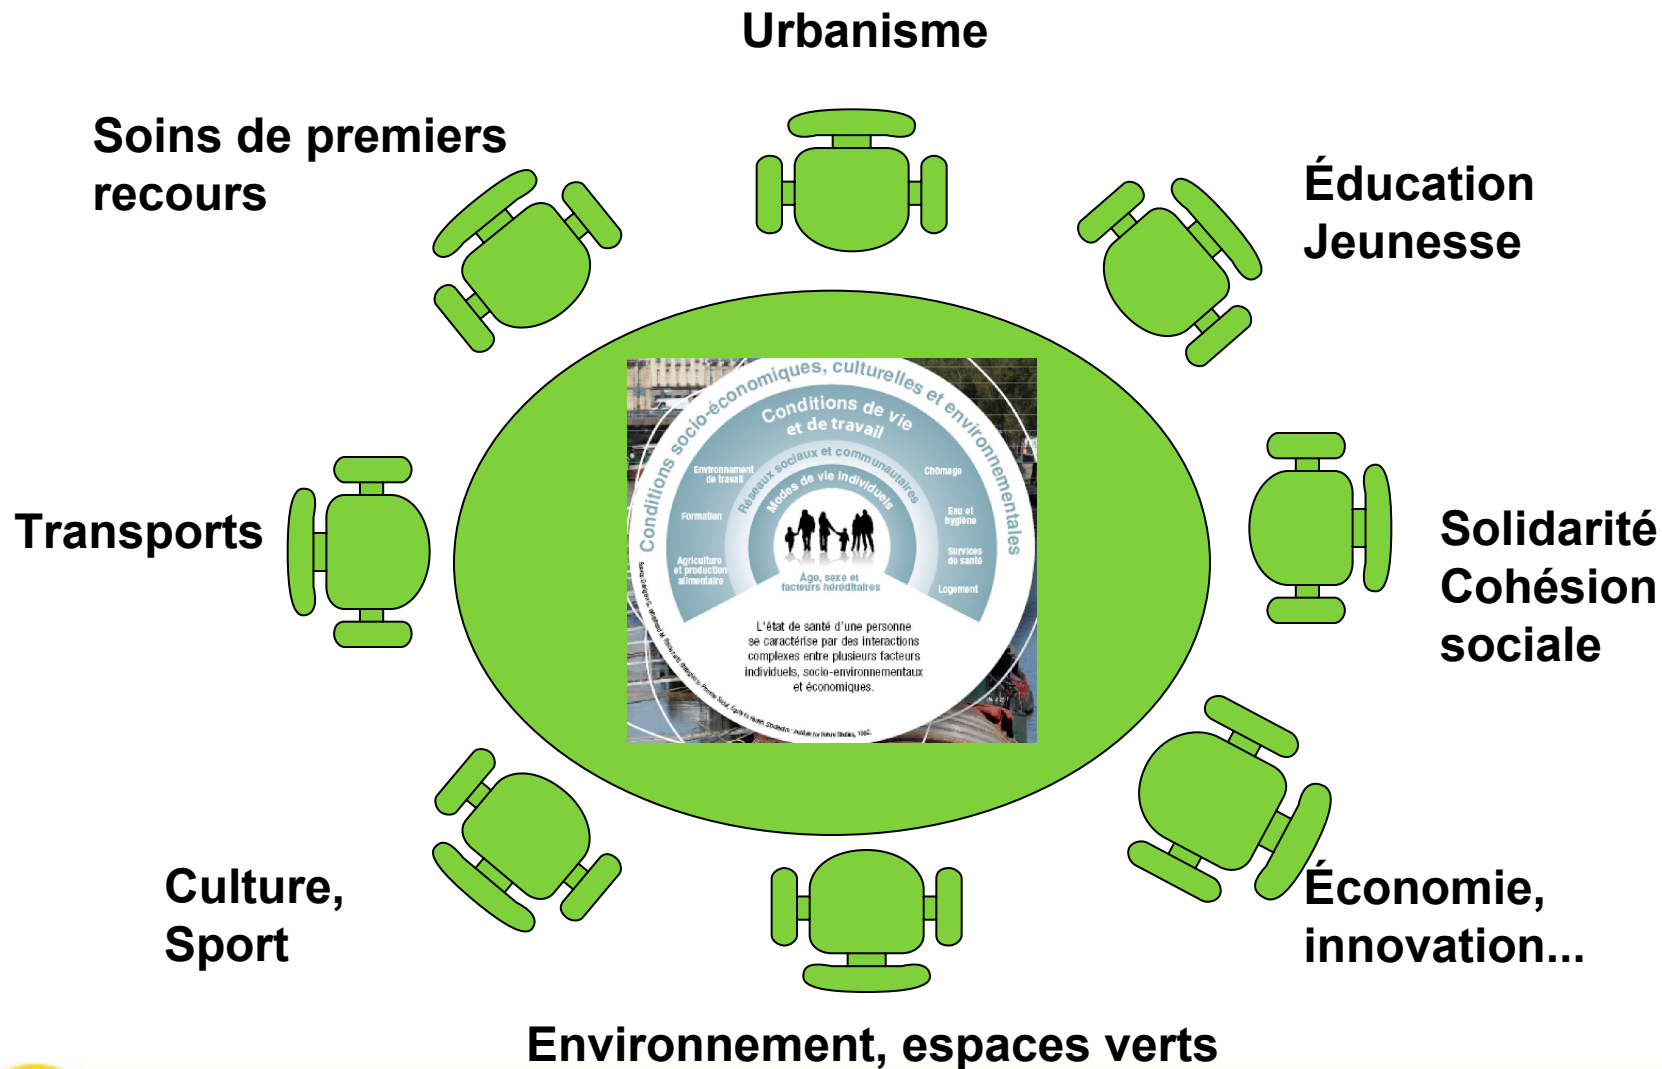 Urbanisme
Soins de premiers
recours
Éducation
Jeunesse
Transports
Solidarité
Cohésion
sociale
Culture,
Sport
Économie,
innovation...
Environnement, espaces verts
Conditions socio-économiques, culturelles et environnementales
Conditions de vie
et de travail
Réseaux sociaux et communautaires
Modes de vie individuels
Environnement
de travail
Formation
Agriculture
et production
alimentaire
Chômage
Eau et
hygiène
Services
de santé
Logement
Âge, sexe et
facteurs héréditaires
L'état de santé d'une personne
se caractérise par des interactions
complexes entre plusieurs facteurs
individuels, socio-environnementaux
et économiques.